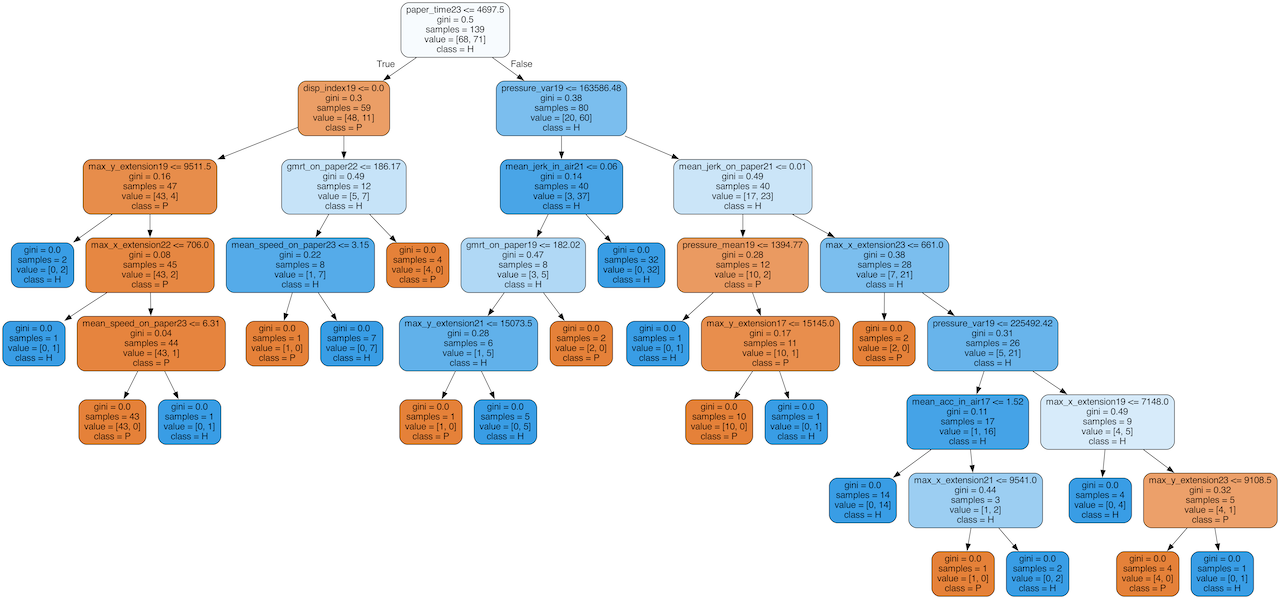 paper_time23 <= 4697.5
gini = 0.5
samples = 139
value = [68, 71]
class = H
True
False
disp_index19 <= 0.0
gini = 0.3
samples = 59
value = [48, 11]
class = P
pressure_var19 <= 163586.48
gini = 0.38
samples = 80
value = [20, 60]
class = H
max_y_extension19 <= 9511.5
gini = 0.16
samples = 47
value = [43, 4]
class = P
gmrt_on_paper22 <= 186.17
gini = 0.49
samples = 12
value = [5, 7]
class = H
mean_jerk_in_air21 <= 0.06
gini = 0.14
samples = 40
value = [3, 37]
class = H
mean_jerk_on_paper21 <= 0.01
gini = 0.49
samples = 40
value = [17, 23]
class = H
gini = 0.0
samples = 2
value = [0, 2]
class = H
max_x_extension22 <= 706.0
gini = 0.08
samples = 45
value = [43, 2]
class = P
mean_speed_on_paper23 <= 3.15
gini = 0.22
samples = 8
value = [1, 7]
class = H
gini = 0.0
samples = 4
value = [4, 0]
class = P
gmrt_on_paper19 <= 182.02
gini = 0.47
samples = 8
value = [3, 5]
class = H
gini = 0.0
samples = 32
value = [0, 32]
class = H
pressure_mean19 <= 1394.77
gini = 0.28
samples = 12
value = [10, 2]
class = P
max_x_extension23 <= 661.0
gini = 0.38
samples = 28
value = [7, 21]
class = H
gini = 0.0
samples = 1
value = [0, 1]
class = H
mean_speed_on_paper23 <= 6.31
gini = 0.04
samples = 44
value = [43, 1]
class = P
gini = 0.0
samples = 1
value = [1, 0]
class = P
gini = 0.0
samples = 7
value = [0, 7]
class = H
max_y_extension21 <= 15073.5
gini = 0.28
samples = 6
value = [1, 5]
class = H
gini = 0.0
samples = 2
value = [2, 0]
class = P
gini = 0.0
samples = 1
value = [0, 1]
class = H
max_y_extension17 <= 15145.0
gini = 0.17
samples = 11
value = [10, 1]
class = P
gini = 0.0
samples = 2
value = [2, 0]
class = P
pressure_var19 <= 225492.42
gini = 0.31
samples = 26
value = [5, 21]
class = H
gini = 0.0
samples = 43
value = [43, 0]
class = P
gini = 0.0
samples = 1
value = [0, 1]
class = H
gini = 0.0
samples = 1
value = [1, 0]
class = P
gini = 0.0
samples = 5
value = [0, 5]
class = H
gini = 0.0
samples = 10
value = [10, 0]
class = P
gini = 0.0
samples = 1
value = [0, 1]
class = H
mean_acc_in_air17 <= 1.52
gini = 0.11
samples = 17
value = [1, 16]
class = H
max_x_extension19 <= 7148.0
gini = 0.49
samples = 9
value = [4, 5]
class = H
gini = 0.0
samples = 14
value = [0, 14]
class = H
max_x_extension21 <= 9541.0
gini = 0.44
samples = 3
value = [1, 2]
class = H
gini = 0.0
samples = 4
value = [0, 4]
class = H
max_y_extension23 <= 9108.5
gini = 0.32
samples = 5
value = [4, 1]
class = P
gini = 0.0
samples = 1
value = [1, 0]
class = P
gini = 0.0
samples = 2
value = [0, 2]
class = H
gini = 0.0
samples = 4
value = [4, 0]
class = P
gini = 0.0
samples = 1
value = [0, 1]
class = H